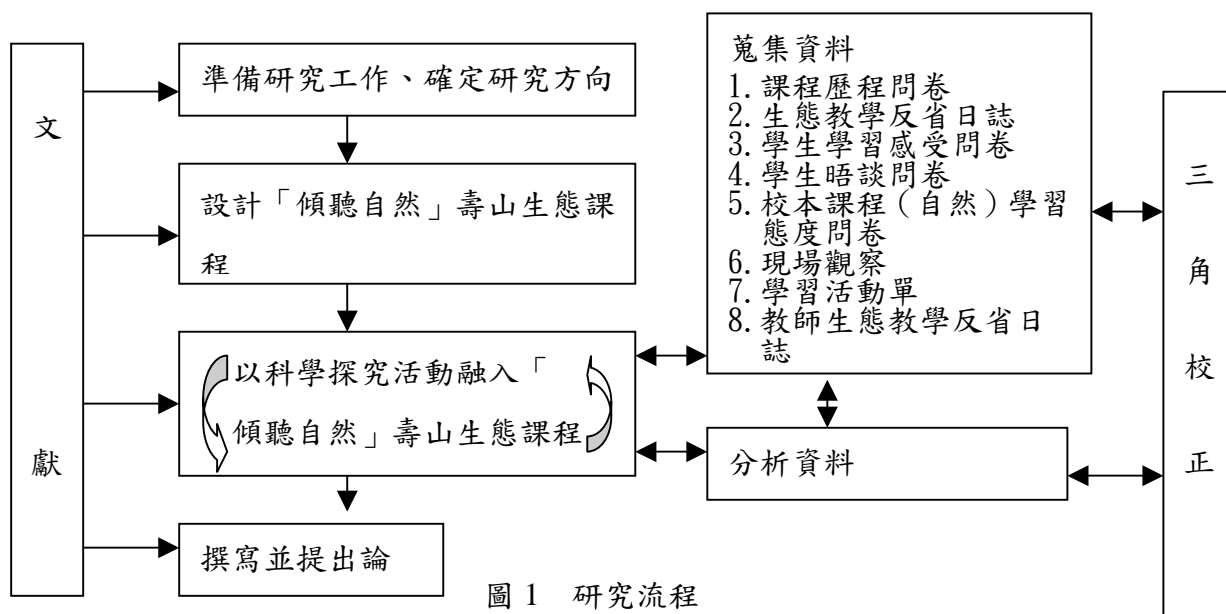 文
獻
準備研究工作、確定研究方向
設計「傾聽自然」壽山生態課
程
以科學探究活動融入「
傾聽自然」壽山生態課程
撰寫並提出論
蒐集資料
1.課程歷程問卷
2.生態教學反省日誌
3.學生學習感受問卷
4.學生晤談問卷
5.校本課程（自然）學習
態度問卷
6.現場觀察
7.學習活動單
8.教師生態教學反省日
誌
分析資料
三
角
校
正
圖1 研究流程